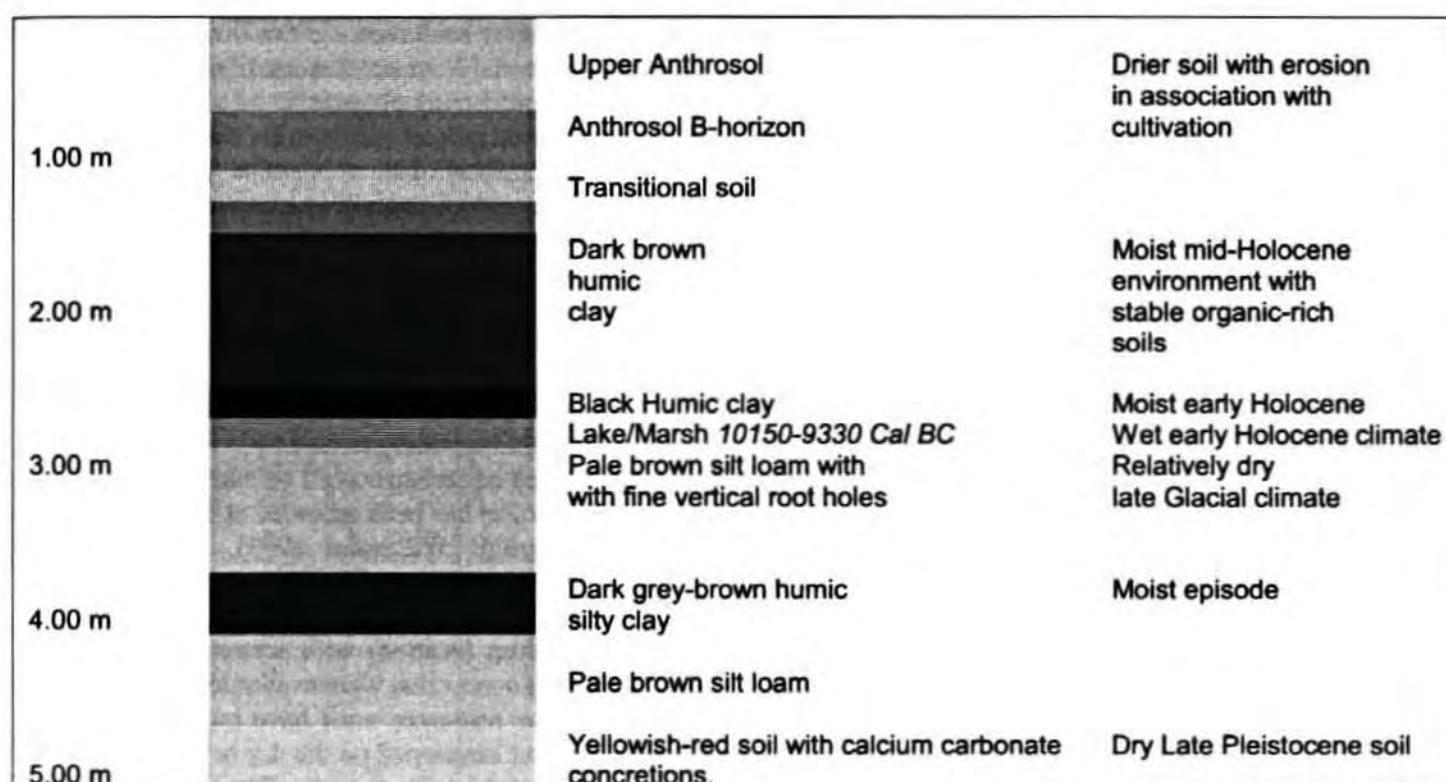 Upper Anthrosol Drier soil with erosion
in association with
Anthrosol B-horizon cultivation
1.00 m
Transitional soil
Dark brown Moist mid-Holocene
humic environment with
2.00 m clay stable organic-rich
soils
Black Humic clay Moist early Holocene
Lake/Marsh 10150-9330 Cal BC Wet early Holocene climate
3.00 m Pale brown silt loam with Relatively dry
with fine vertical root holes late Glacial climate
Dark grey-brown humic Moist episode
4.00 m silty clay
Pale brown silt loam
Yellowish-red soil with calcium carbonate Dry Late Pleistocene soil
5.00 m concretions.